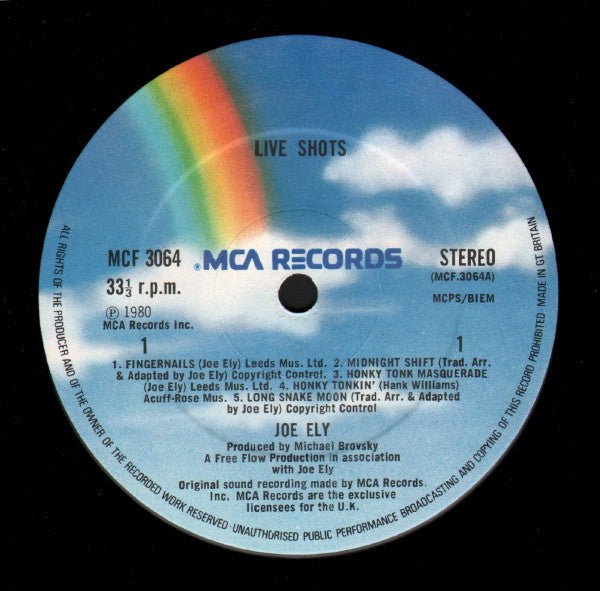 LIVE SHOTS
MCF 3064
MCA RECORDS
STEREO
(MCF.3064A)
33⅓ r.p.m.
MCPS/BIEM
℗ 1980
MCA Records Inc.
1
1
1. FINGERNAILS (Joe Ely) Leeds Mus. Ltd. 2. MIDNIGHT SHIFT (Trad. Arr.
& Adapted by Joe Ely) Copyright Control. 3. HONKY TONK MASQUERADE
(Joe Ely) Leeds Mus. Ltd. 4. HONKY TONKIN' (Hank Williams)
Acuff-Rose Mus. 5. LONG SNAKE MOON (Trad. Arr. & Adapted
by Joe Ely) Copyright Control
JOE ELY
Produced by Michael Brovsky
A Free Flow Production in association
with Joe Ely
Original sound recording made by MCA Records.
Inc. MCA Records are the exclusive
licensees for the U.K.
ALL RIGHTS OF THE PRODUCER AND OF THE OWNER OF THE RECORDED WORK RESERVED · UNAUTHORISED PUBLIC PERFORMANCE BROADCASTING AND COPYING OF THIS RECORD PROHIBITED. MADE IN GT BRITAIN